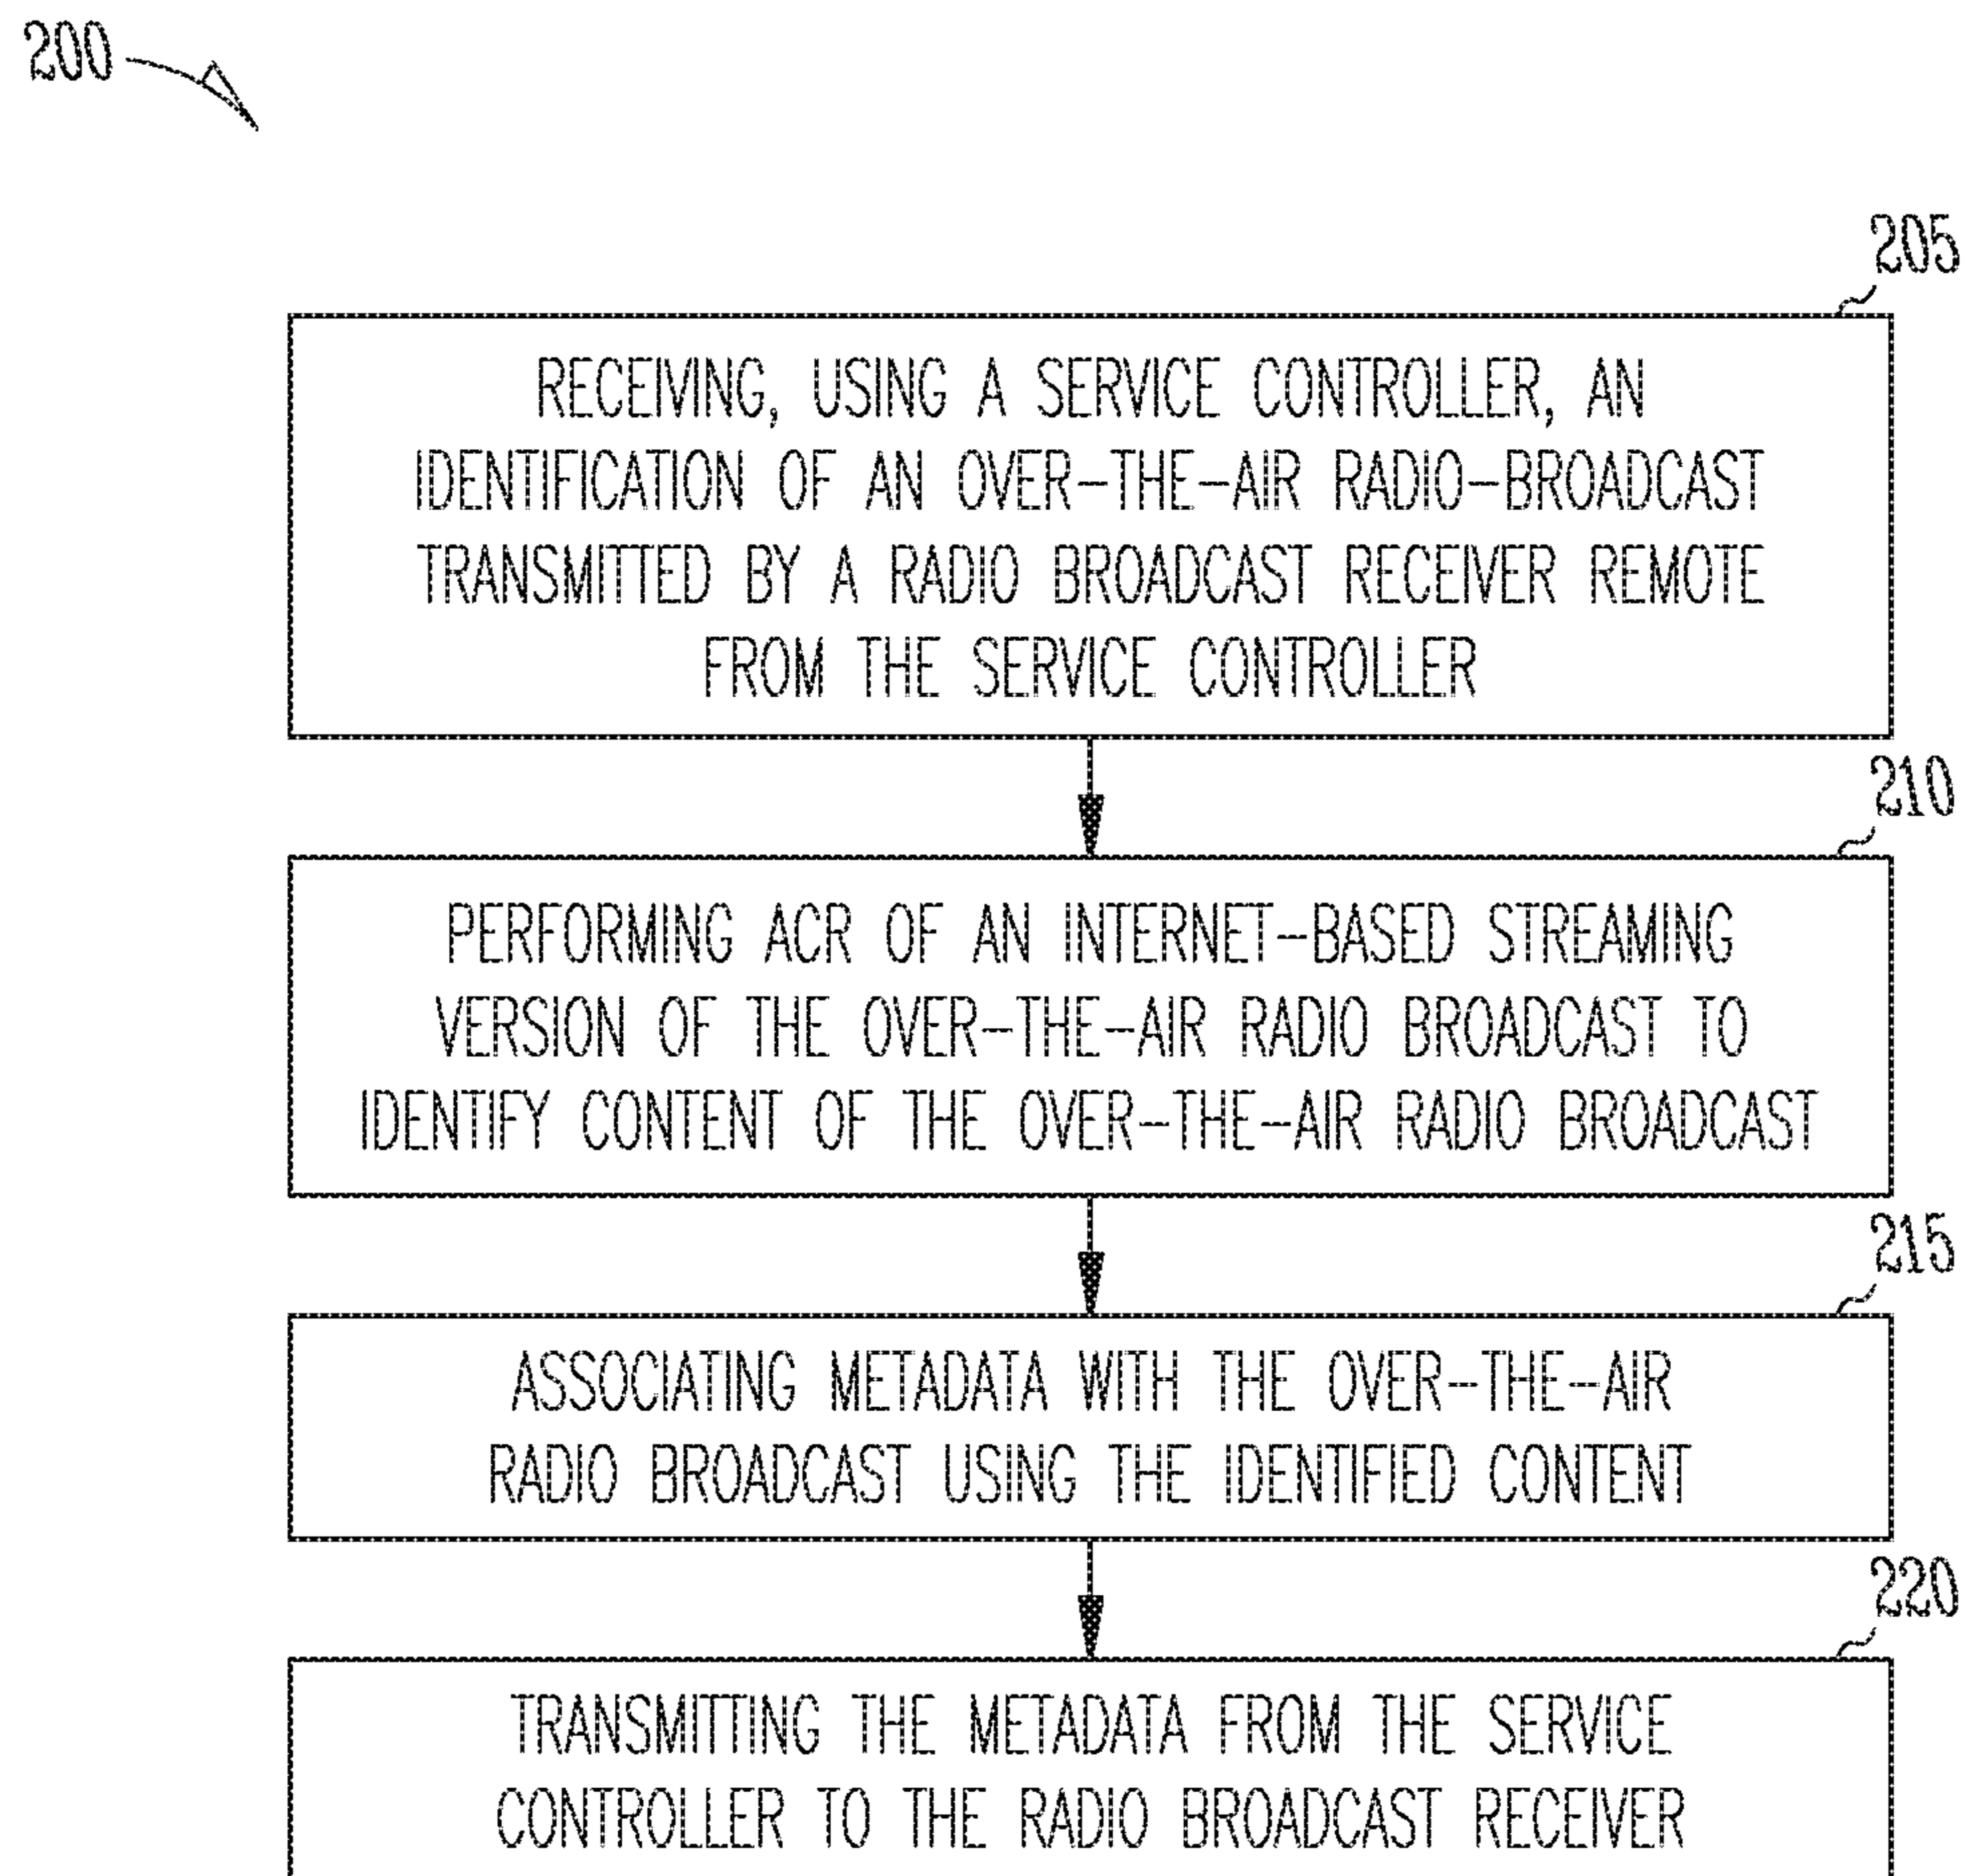 200
205
RECEIVING, USING A SERVICE CONTROLLER, AN
IDENTIFICATION OF AN OVER-THE-AIR RADIO-BROADCAST
TRANSMITTED BY A RADIO BROADCAST RECEIVER REMOTE
FROM THE SERVICE CONTROLLER
210
PERFORMING ACR OF AN INTERNET-BASED STREAMING
VERSION OF THE OVER-THE-AIR RADIO BROADCAST TO
IDENTIFY CONTENT OF THE OVER-THE-AIR RADIO BROADCAST
215
ASSOCIATING METADATA WITH THE OVER-THE-AIR
RADIO BROADCAST USING THE IDENTIFIED CONTENT
220
TRANSMITTING THE METADATA FROM THE SERVICE
CONTROLLER TO THE RADIO BROADCAST RECEIVER